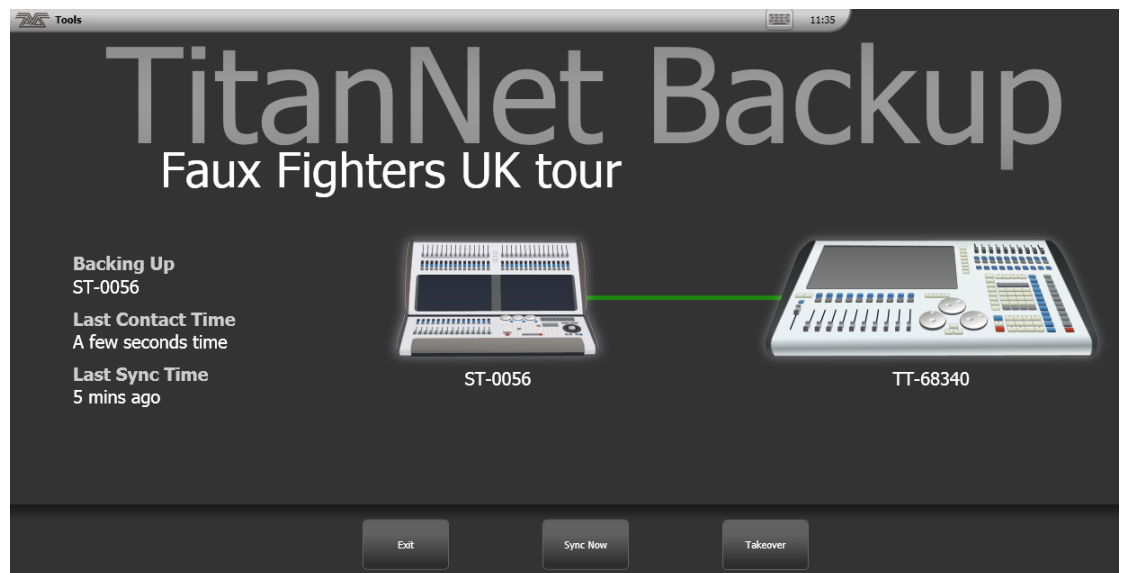 Tools
11:35
TitanNet Backup
Faux Fighters UK tour
Backing Up
ST-0056
Last Contact Time
A few seconds time
Last Sync Time
5 mins ago
ST-0056
TT-68340
Exit
Sync Now
Takeover